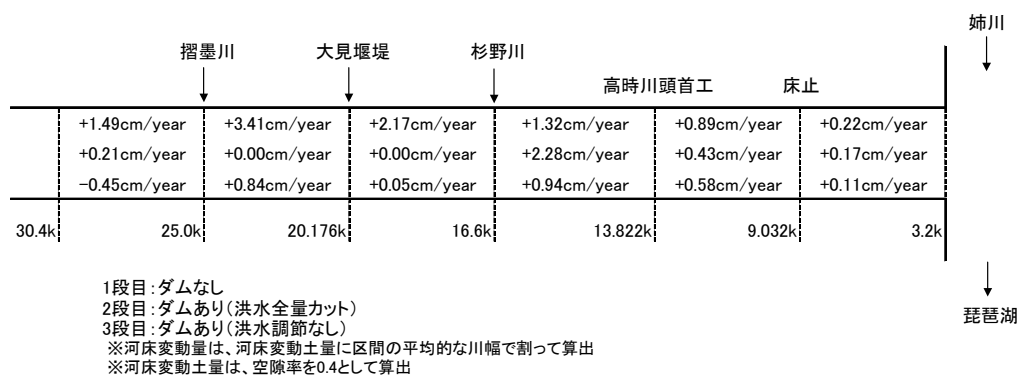 姉川
摺墨川 大見堰堤 杉野川
高時川頭首工 床止
+1.49cm/year +3.41cm/year +2.17cm/year +1.32cm/year +0.89cm/year +0.22cm/year
+0.21cm/year +0.00cm/year +0.00cm/year +2.28cm/year +0.43cm/year +0.17cm/year
-0.45cm/year +0.84cm/year +0.05cm/year +0.94cm/year +0.58cm/year +0.11cm/year
30.4k 25.0k 20.176k 16.6k 13.822k 9.032k 3.2k
1段目:ダムなし
2段目:ダムあり(洪水全量カット)
3段目:ダムあり(洪水調節なし)
※河床変動量は、河床変動土量に区間の平均的な川幅で割って算出
※河床変動土量は、空隙率を0.4として算出
琵琶湖